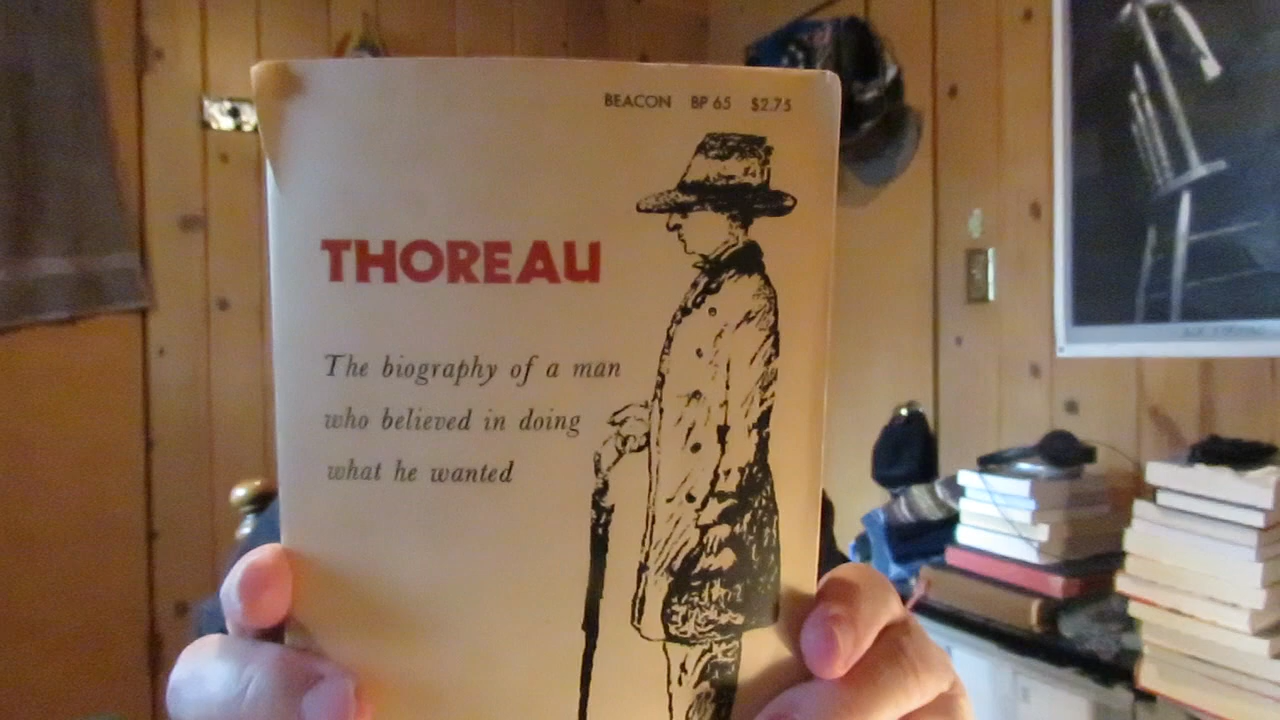 BEACON BP 65 $2.75
THOREAU
The biography of a man
who believed in doing
what he wanted